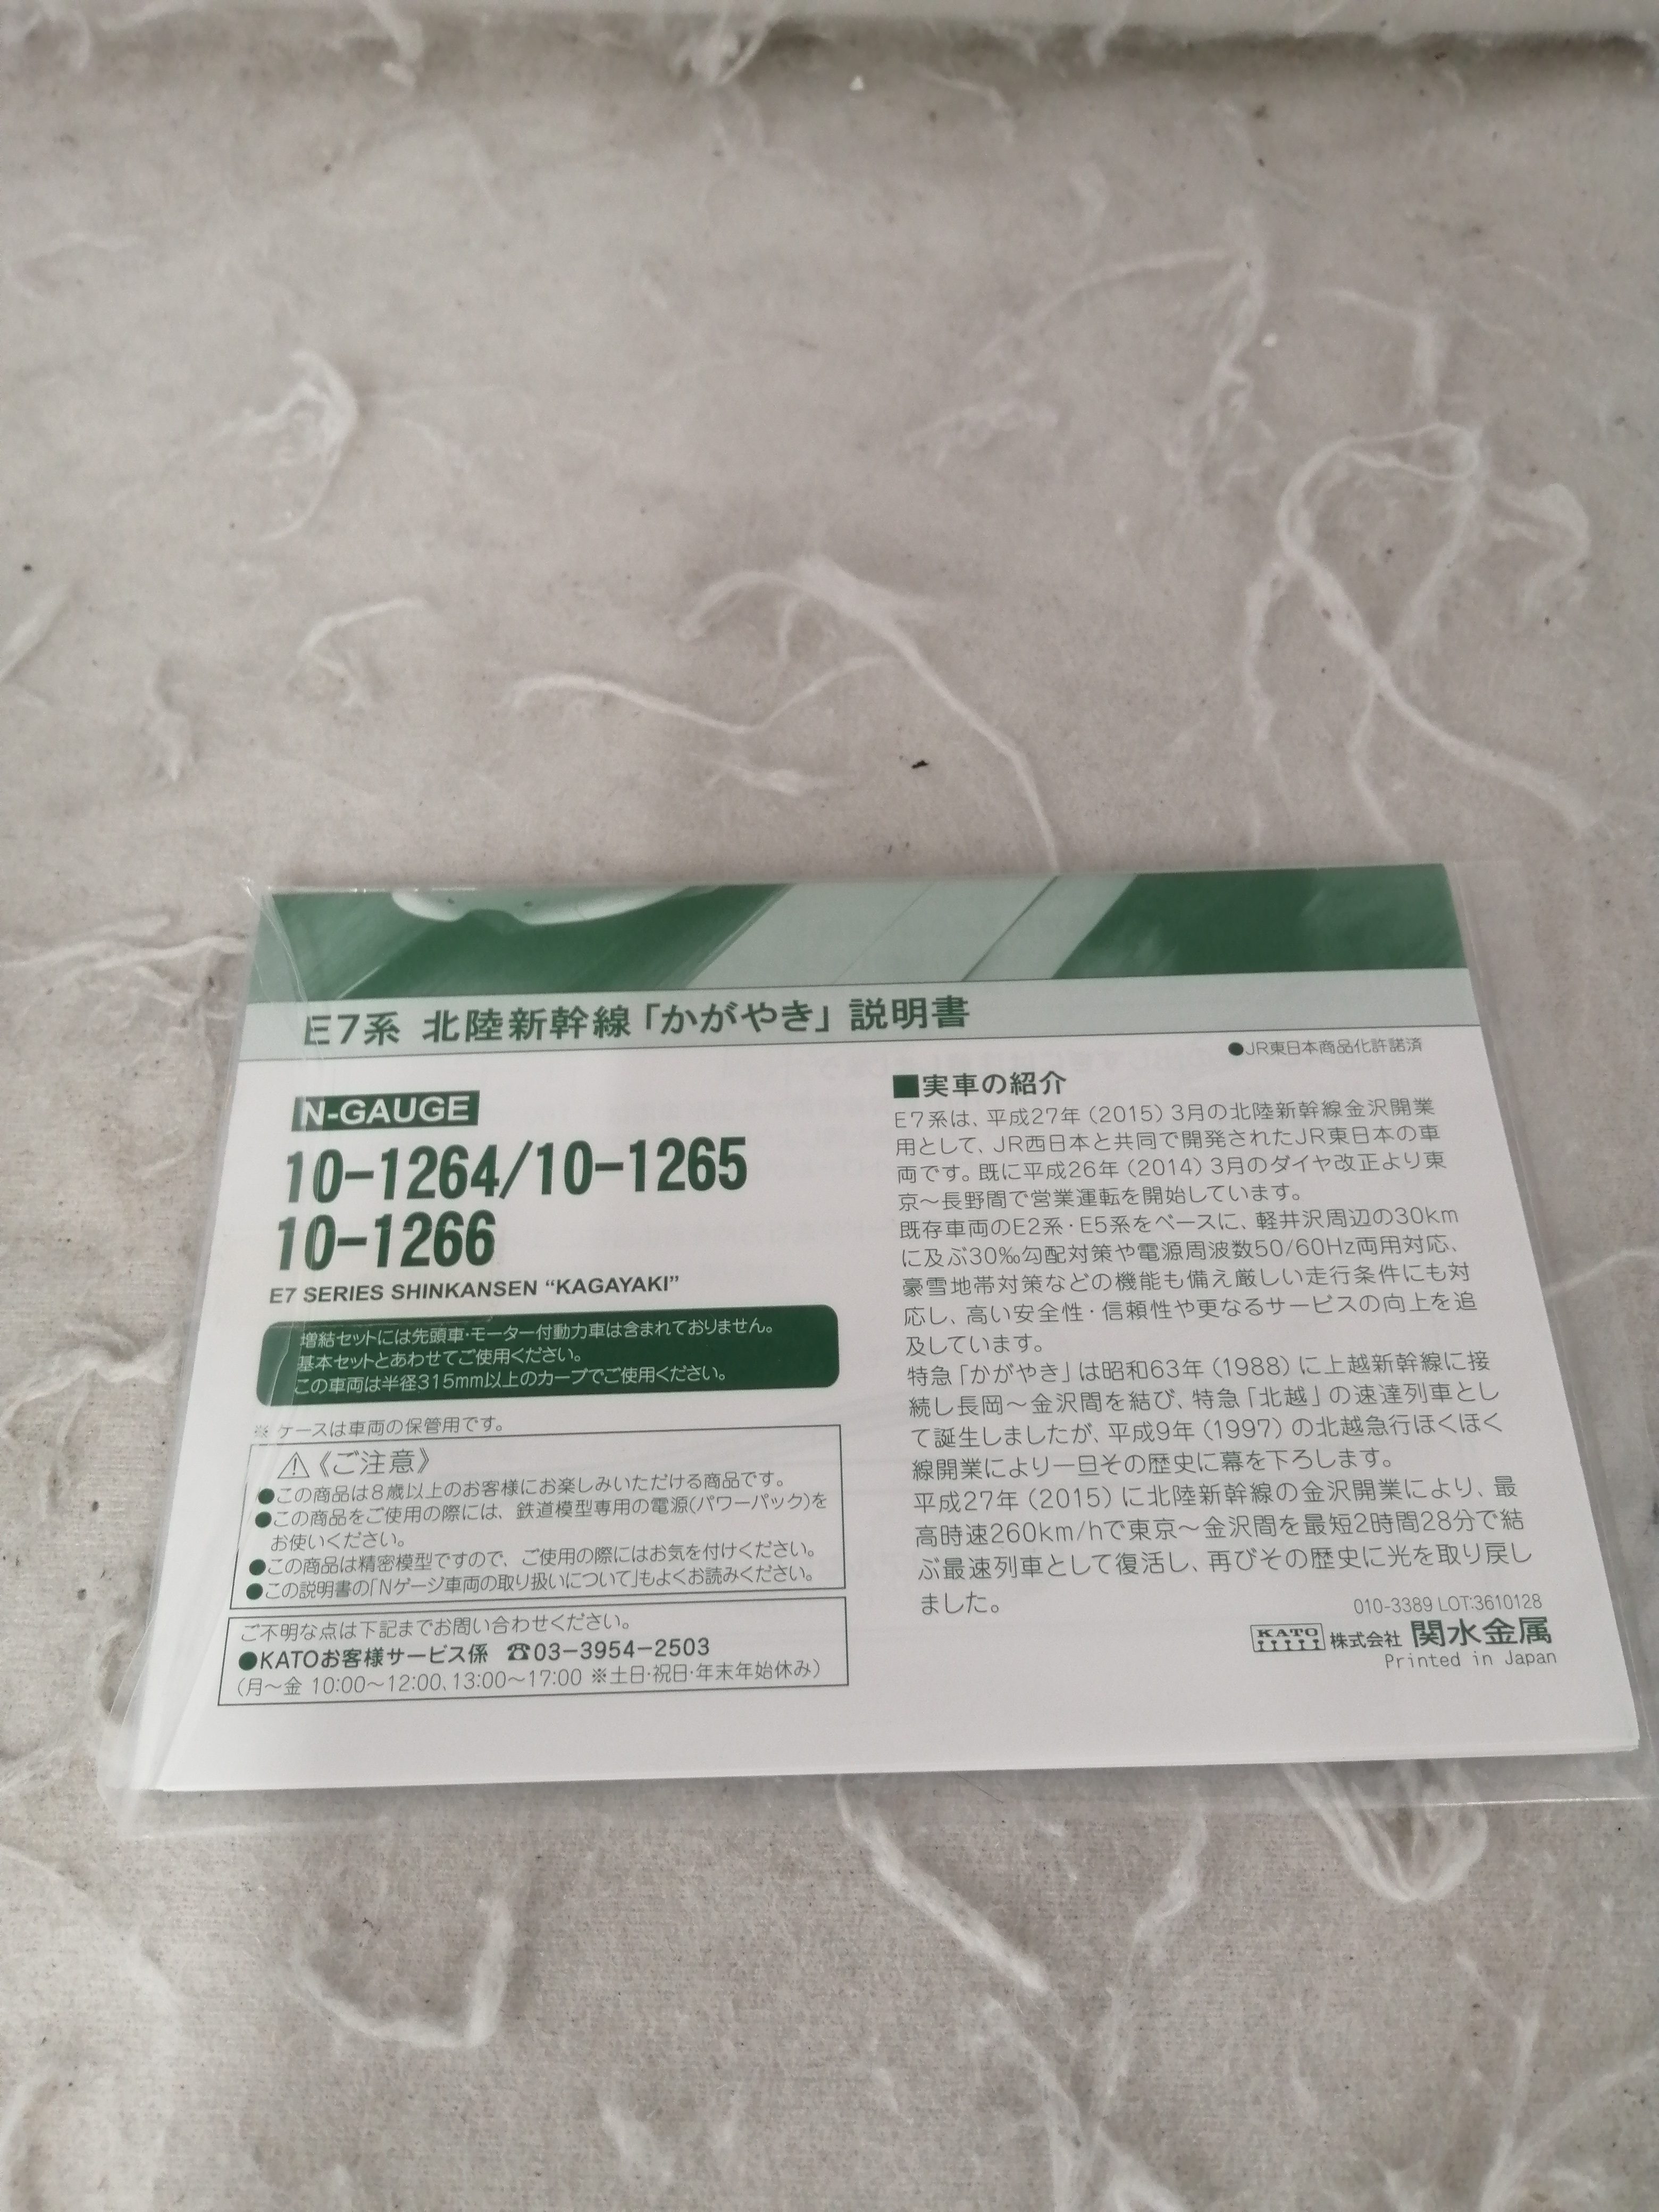 E7系 北陸新幹線「かがやき」説明書
●JR東日本商品化許諾済
N-GAUGE
10-1264/10-1265
10-1266
E7 SERIES SHINKANSEN “KAGAYAKI”
増結セットには先頭車・モーター付動力車は含まれておりません。
基本セットとあわせてご使用ください。
この車両は半径315mm以上のカーブでご使用ください。
※ ケースは車両の保管用です。
⚠《ご注意》
●この商品は8歳以上のお客様にお楽しみいただける商品です。
●この商品をご使用の際には、鉄道模型専用の電源(パワーパック)を
お使いください。
●この商品は精密模型ですので、ご使用の際にはお気を付けください。
●この説明書の「Nゲージ車両の取り扱いについて」もよくお読みください。
ご不明な点は下記までお問い合わせください。
●KATOお客様サービス係 ☎03-3954-2503
(月～金 10:00～12:00、13:00～17:00 ※土日・祝日・年末年始休み)
■実車の紹介
E7系は、平成27年（2015）3月の北陸新幹線金沢開業
用として、JR西日本と共同で開発されたJR東日本の車
両です。既に平成26年（2014）3月のダイヤ改正より東
京～長野間で営業運転を開始しています。
既存車両のE2系・E5系をベースに、軽井沢周辺の30km
に及ぶ30‰勾配対策や電源周波数50/60Hz両用対応、
豪雪地帯対策などの機能も備え厳しい走行条件にも対
応し、高い安全性・信頼性や更なるサービスの向上を追
及しています。
特急「かがやき」は昭和63年（1988）に上越新幹線に接
続し長岡～金沢間を結び、特急「北越」の速達列車とし
て誕生しましたが、平成9年（1997）の北越急行ほくほく
線開業により一旦その歴史に幕を下ろします。
平成27年（2015）に北陸新幹線の金沢開業により、最
高時速260km/hで東京～金沢間を最短2時間28分で結
ぶ最速列車として復活し、再びその歴史に光を取り戻し
ました。
010-3389 LOT:3610128
KATO 株式会社 関水金属
Printed in Japan